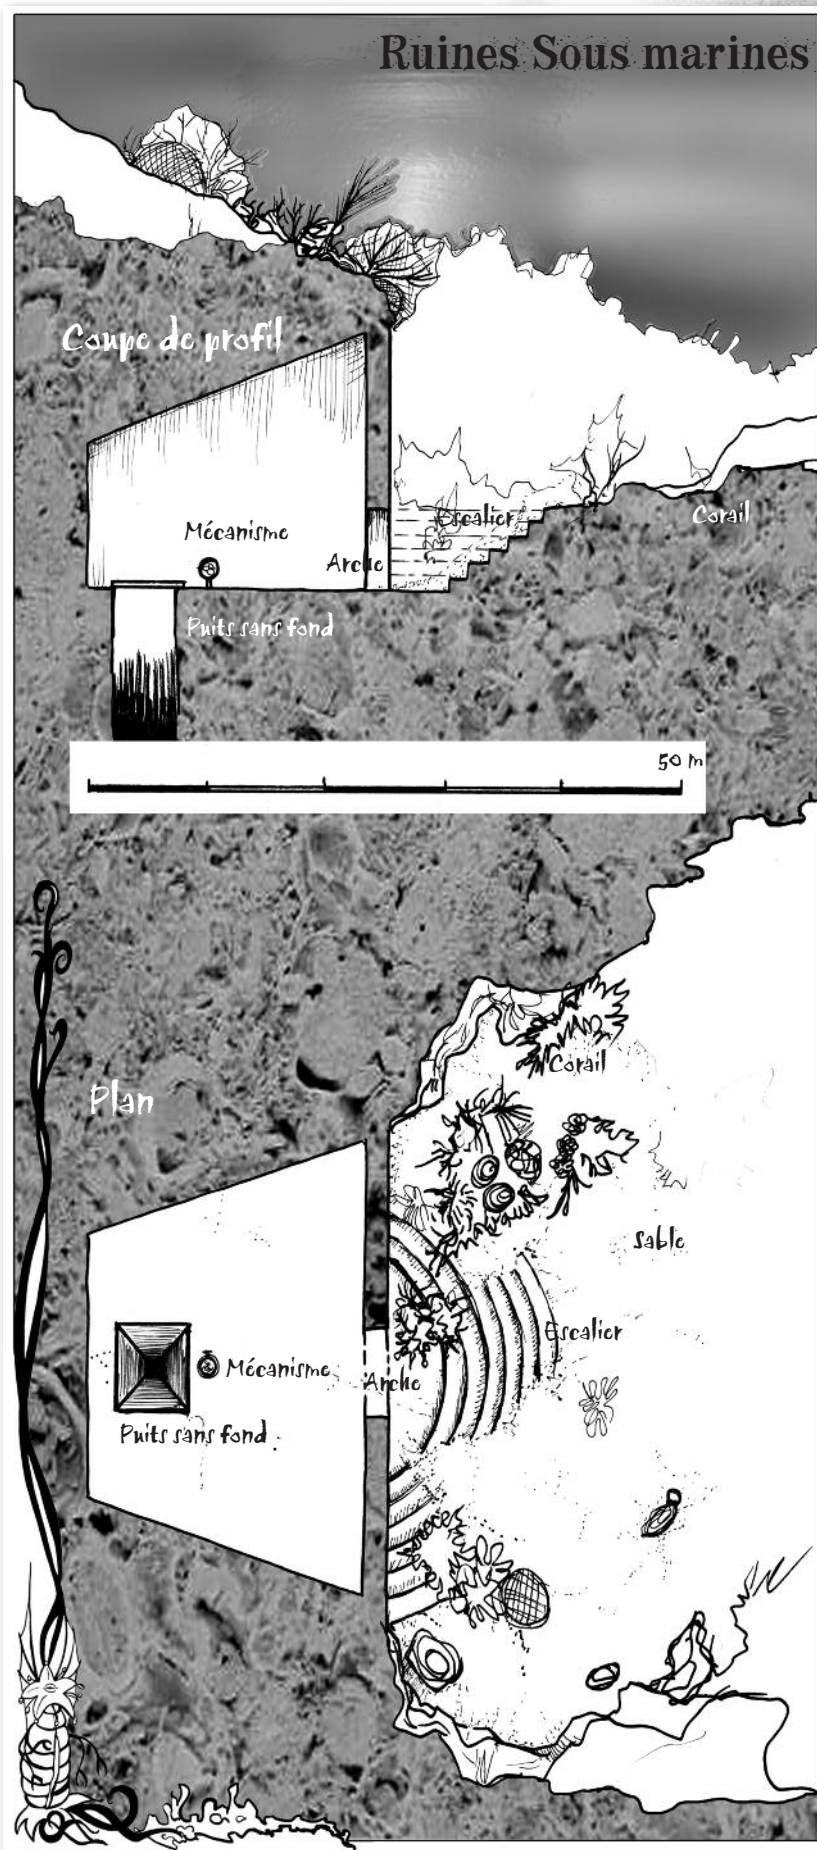 Ruines Sous marines
Coupe de profil
Mécanisme
Escalier
Corail
Arche
Puits sans fond
50 m
Plan
Corail
Sable
Escalier
Mécanisme
Arche
Puits sans fond